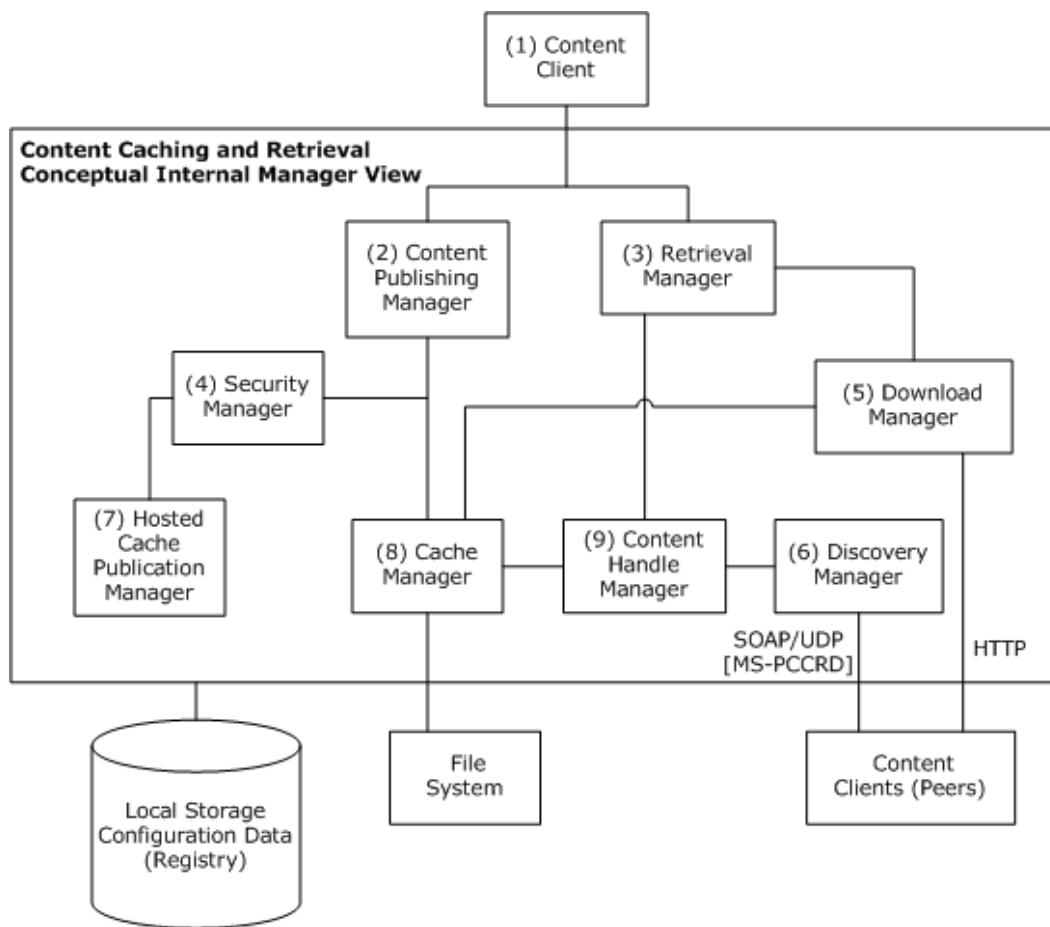 (1) Content
Client
Content Caching and Retrieval
Conceptual Internal Manager View
(2) Content
Publishing
Manager
(3) Retrieval
Manager
(4) Security
Manager
(5) Download
Manager
(7) Hosted
Cache
Publication
Manager
(8) Cache
Manager
(9) Content
Handle
Manager
(6) Discovery
Manager
SOAP/UDP
[MS-PCCRD]
HTTP
Local Storage
Configuration Data
(Registry)
File
System
Content
Clients (Peers)